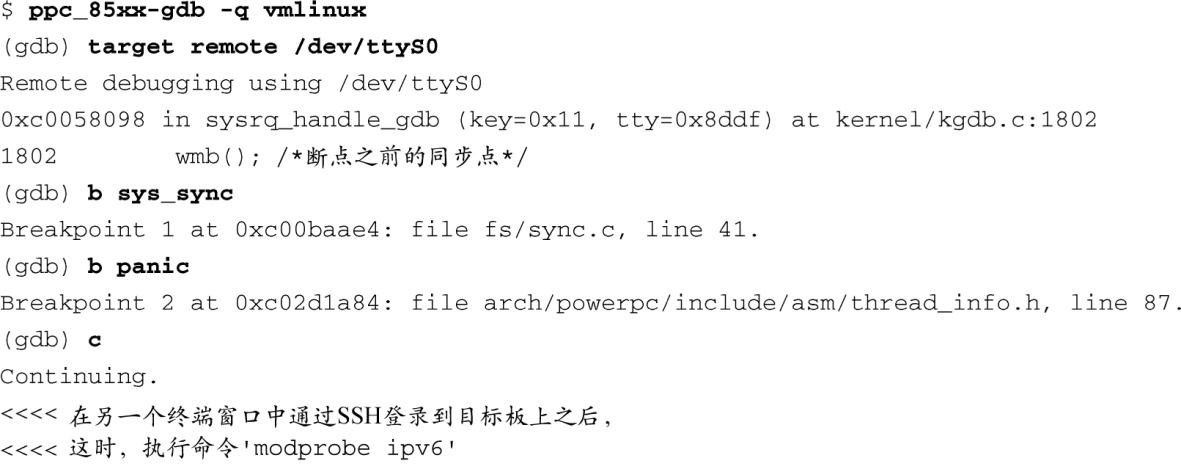 $ ppc_85xx-gdb -q vmlinux
(gdb) target remote /dev/ttyS0
Remote debugging using /dev/ttyS0
0xc0058098 in sysrq_handle_gdb (key=0x11, tty=0x8ddf) at kernel/kgdb.c:1802
1802 wmb(); /*断点之前的同步点*/
(gdb) b sys_sync
Breakpoint 1 at 0xc00baae4: file fs/sync.c, line 41.
(gdb) b panic
Breakpoint 2 at 0xc02d1a84: file arch/powerpc/include/asm/thread_info.h, line 87.
(gdb) c
Continuing.
<<<< 在另一个终端窗口中通过SSH登录到目标板上之后，
<<<< 这时，执行命令'modprobe ipv6'